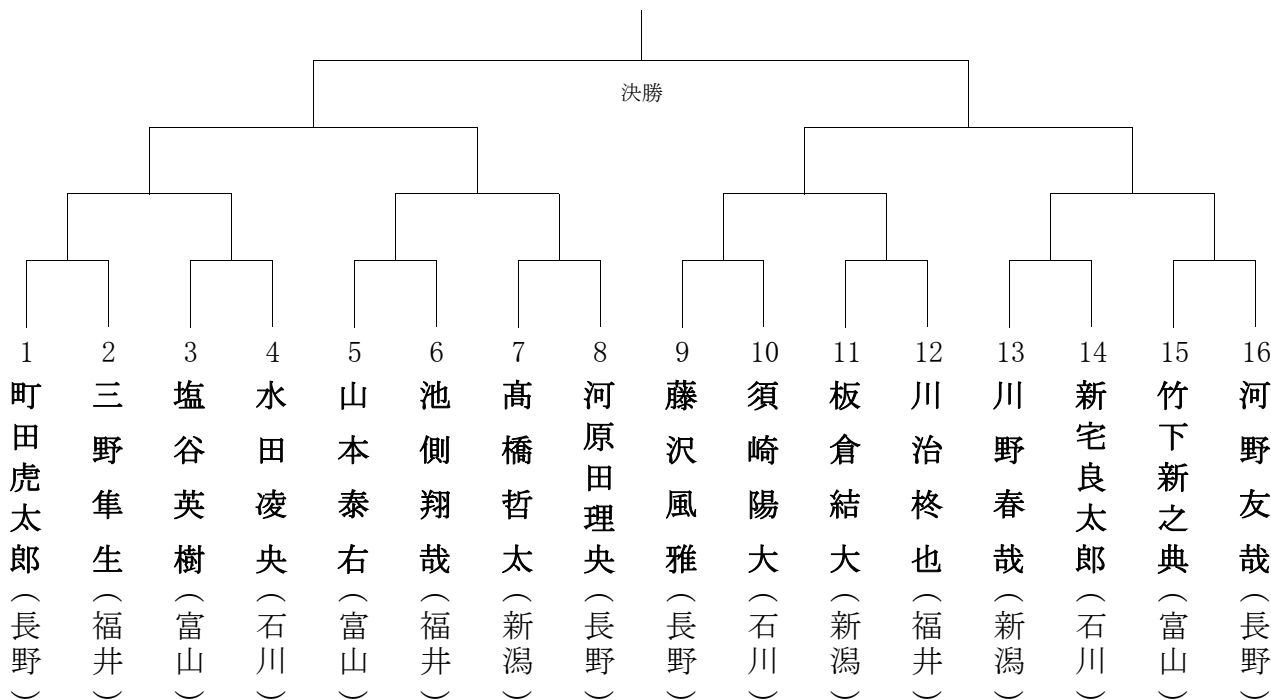 決勝
1
町田虎太郎（長野）
2
三野隼生（福井）
3
塩谷英樹（富山）
4
水田凌央（石川）
5
山本泰右（富山）
6
池側翔哉（福井）
7
髙橋哲太（新潟）
8
河原田理央（長野）
9
藤沢風雅（長野）
10
須崎陽大（石川）
11
板倉結大（新潟）
12
川治柊也（福井）
13
川野春哉（新潟）
14
新宅良太郎（石川）
15
竹下新之典（富山）
16
河野友哉（長野）